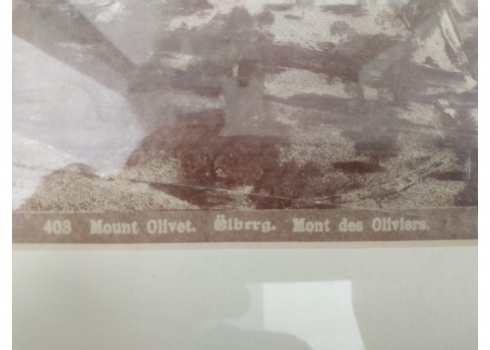 403 Mount Olivet. Ölberg. Mont des Oliviers.